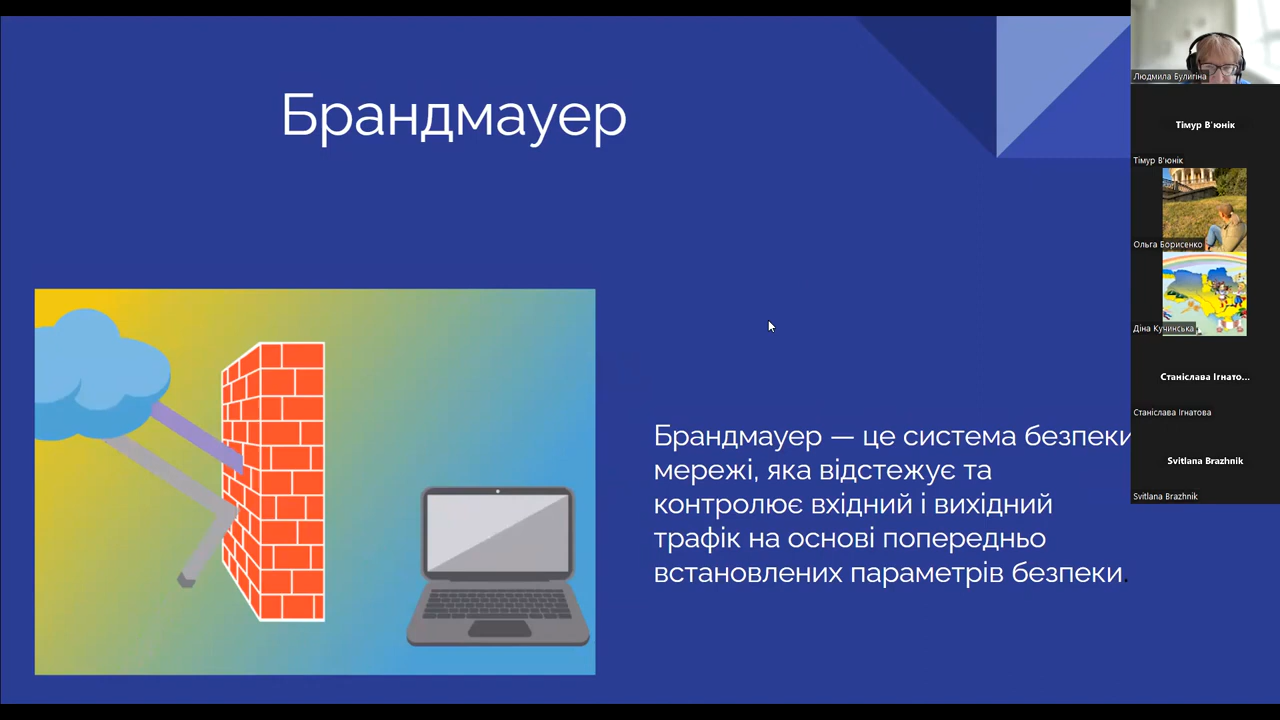 Брандмауер
Брандмауер — це система безпеки
мережі, яка відстежує та
контролює вхідний і вихідний
трафік на основі попередньо
встановлених параметрів безпеки.
Людмила Булигіна
Тімур В'юнік
Тімур В'юнік
Ольга Борисенко
Діна Кучинська
Станіслава Ігнато...
Станіслава Ігнатова
Svitlana Brazhnik
Svitlana Brazhnik